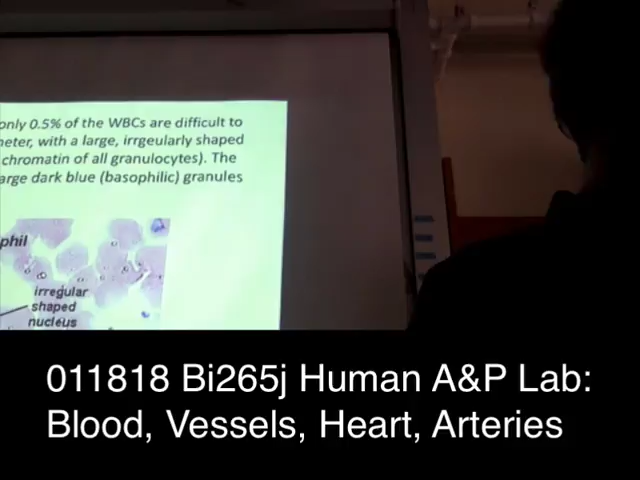 only 0.5% of the WBCs are difficult to
meter, with a large, irrgeularly shaped
chromatin of all granulocytes). The
large dark blue (basophilic) granules
phil
irregular
shaped
nucleus
011818 Bi265j Human A&P Lab:
Blood, Vessels, Heart, Arteries